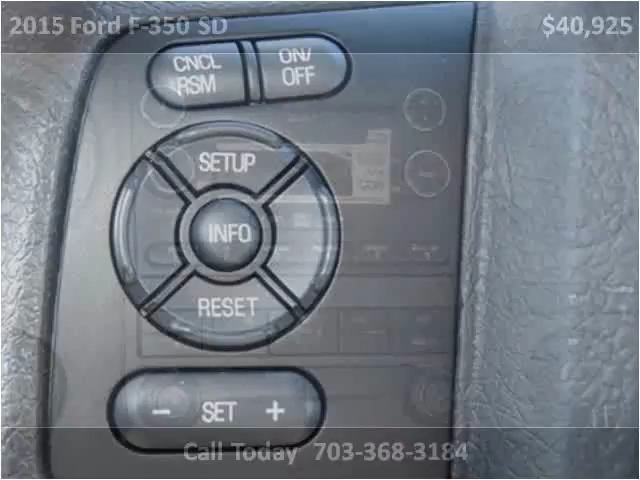 2015 Ford F-350 SD $40,925
CNCL ON/
RSM OFF
SETUP
INFO
RESET
- SET +
Call Today 703-368-3184